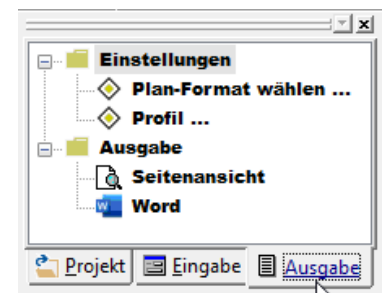 Einstellungen
Plan-Format wählen ...
Profil ...
Ausgabe
Seitenansicht
Word
Projekt Eingabe Ausgabe